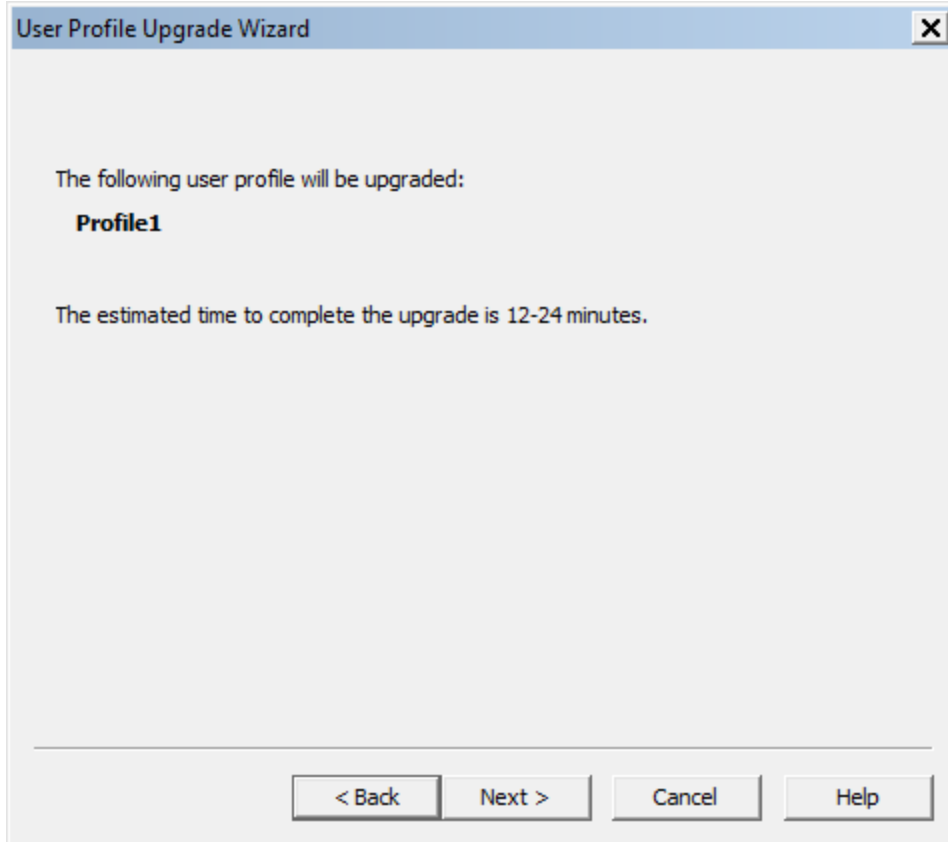 User Profile Upgrade Wizard
The following user profile will be upgraded:
Profile1
The estimated time to complete the upgrade is 12-24 minutes.
< Back
Next >
Cancel
Help